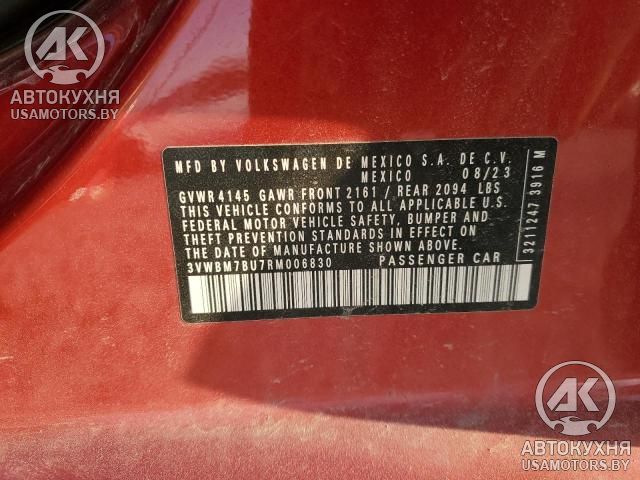 AK
АВТОКУХНЯ
USAMOTORS.BY
MFD BY VOLKSWAGEN DE MEXICO S.A. DE C.V.
MEXICO 08/23
GVWR 4145 GAWR FRONT 2161 / REAR 2094 LBS
THIS VEHICLE CONFORMS TO ALL APPLICABLE U.S.
FEDERAL MOTOR VEHICLE SAFETY, BUMPER AND
THEFT PREVENTION STANDARDS IN EFFECT ON
THE DATE OF MANUFACTURE SHOWN ABOVE.
3VWBM7BU7RM006830 PASSENGER CAR
3211247 3916 M
AK
АВТОКУХНЯ
USAMOTORS.BY